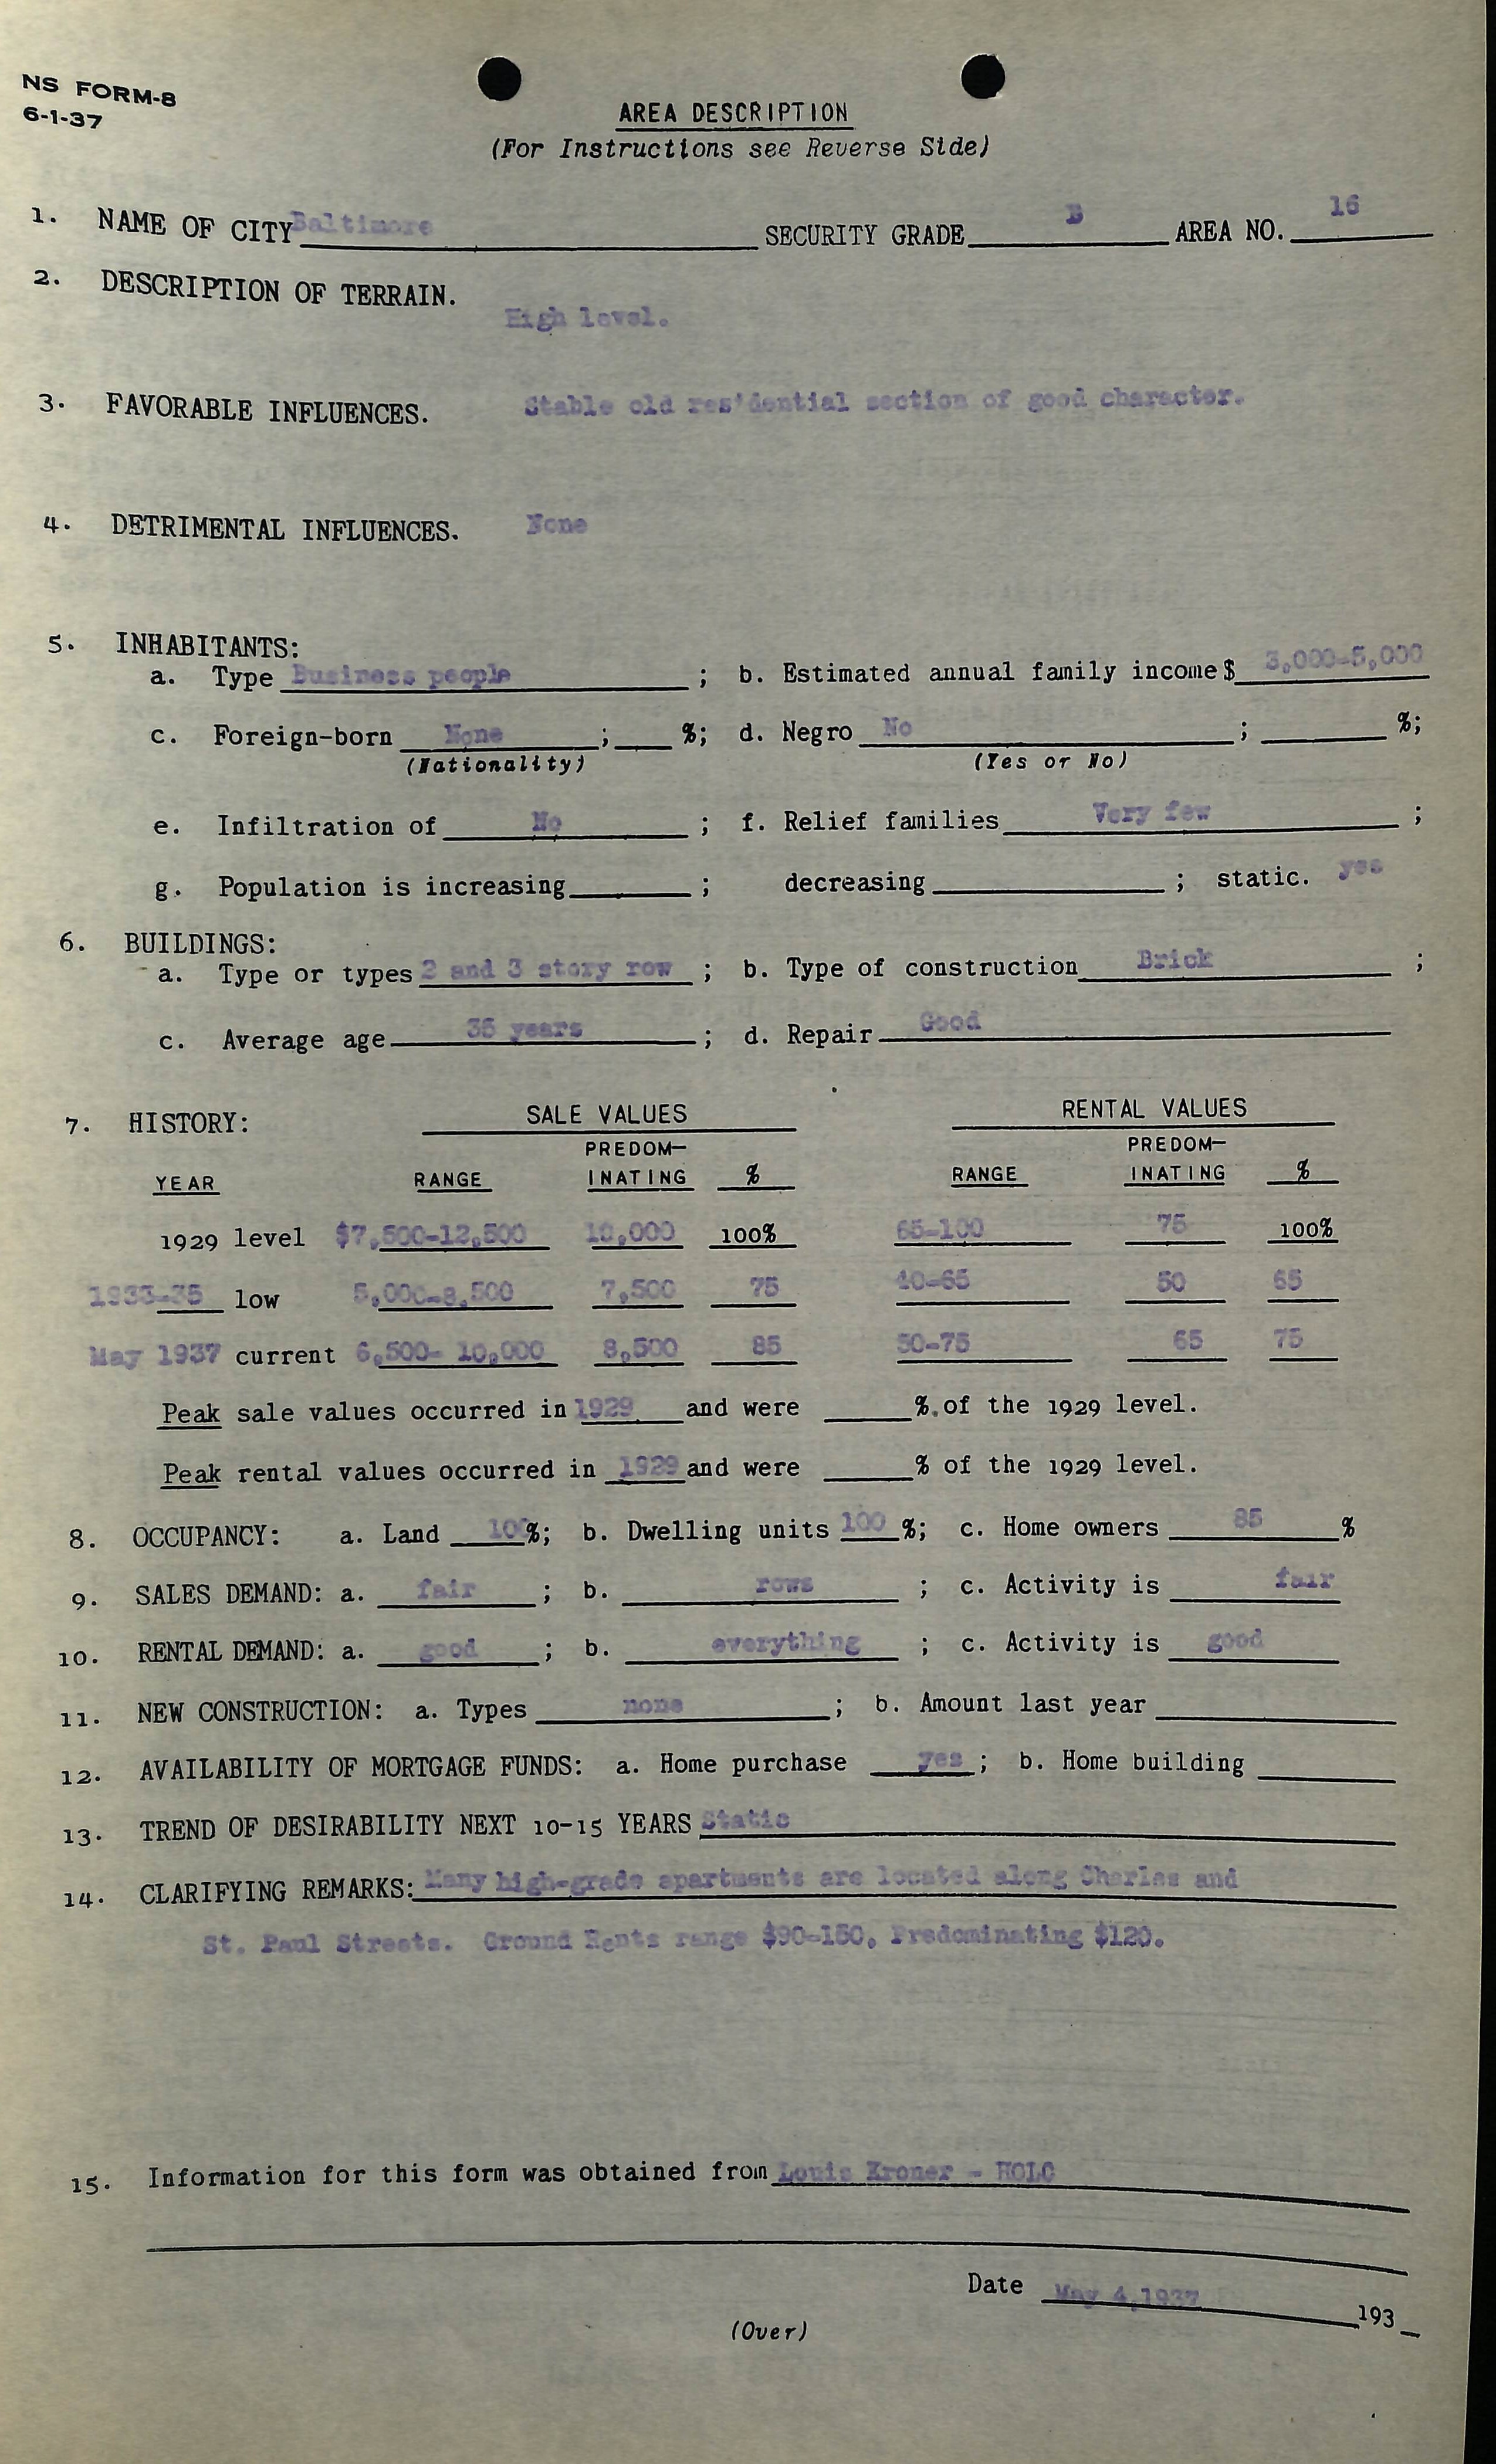 NS FORM-8
6-1-37
AREA DESCRIPTION
(For Instructions see Reverse Side)
1. NAME OF CITY Baltimore SECURITY GRADE B AREA NO. 16
2. DESCRIPTION OF TERRAIN.
High level.
3. FAVORABLE INFLUENCES. Stable old res'dential section of good character.
4. DETRIMENTAL INFLUENCES. None
5. INHABITANTS:
a. Type Business people ; b. Estimated annual family income $ 3,000-5,000
c. Foreign-born None ; %; d. Negro No ; %;
(Nationality) (Yes or No)
e. Infiltration of No ; f. Relief families Very few ;
g. Population is increasing ; decreasing ; static. yes
6. BUILDINGS:
a. Type or types 2 and 3 story row ; b. Type of construction Brick ;
c. Average age 35 years ; d. Repair Good
7. HISTORY: SALE VALUES RENTAL VALUES
PREDOM- PREDOM-
YEAR RANGE INATING % RANGE INATING %
1929 level $7,500-12,500 10,000 100% 65-100 75 100%
1933-35 low 5,000-8,500 7,500 75 40-65 50 65
May 1937 current 6,500- 10,000 8,500 85 50-75 65 75
Peak sale values occurred in 1929 and were %.of the 1929 level.
Peak rental values occurred in 1929 and were % of the 1929 level.
8. OCCUPANCY: a. Land 100%; b. Dwelling units 100 %; c. Home owners 85 %
9. SALES DEMAND: a. fair ; b. rows ; c. Activity is fair
10. RENTAL DEMAND: a. good ; b. everything ; c. Activity is good
11. NEW CONSTRUCTION: a. Types none ; b. Amount last year
12. AVAILABILITY OF MORTGAGE FUNDS: a. Home purchase yes ; b. Home building
13. TREND OF DESIRABILITY NEXT 10-15 YEARS Static
14. CLARIFYING REMARKS: Many high-grade apartments are located along Charles and
St. Paul Streets. Ground Rents range $90-150, Predominating $120.
15. Information for this form was obtained from Louis Kroner - HOLC
Date May 4,1937 193
(Over)